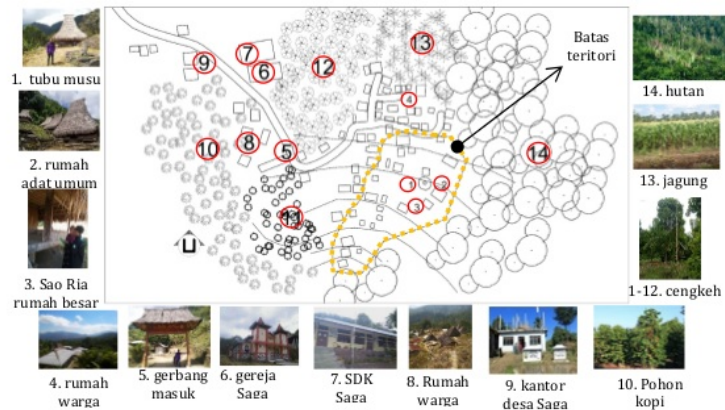 1. tubu musu
2. rumah
adat umum
3. Sao Ria
rumah besar
4. rumah
warga
5. gerbang
masuk
6. gereja
Saga
7. SDK
Saga
8. Rumah
warga
9. kantor
desa Saga
10. Pohon
kopi
1-12. cengkeh
13. jagung
14. hutan
Batas
teritori
9
7
6
12
13
4
10
8
5
14
11
1
2
3
U